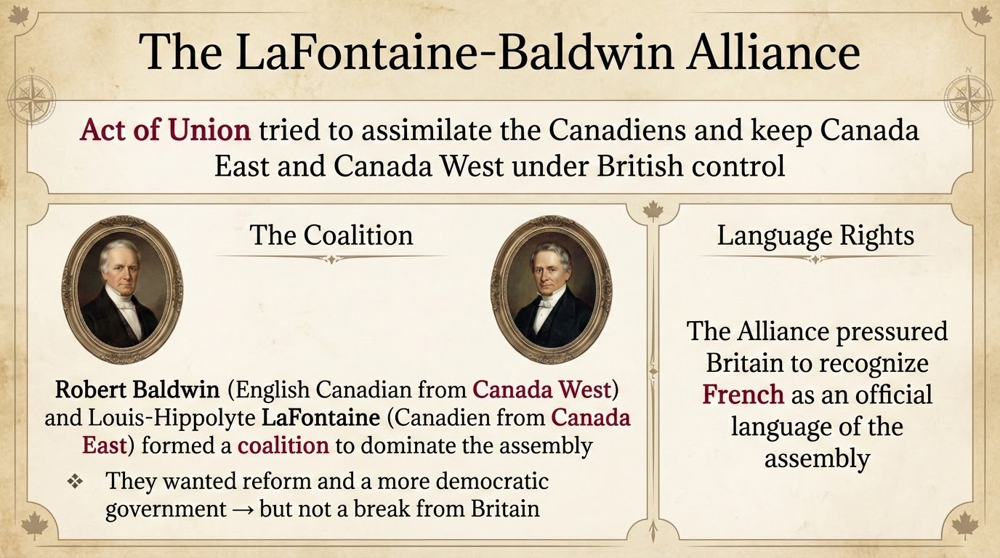 The LaFontaine-Baldwin Alliance
Act of Union tried to assimilate the Canadiens and keep Canada
East and Canada West under British control
The Coalition
Robert Baldwin (English Canadian from Canada West)
and Louis-Hippolyte LaFontaine (Canadien from Canada
East) formed a coalition to dominate the assembly
❖ They wanted reform and a more democratic
government → but not a break from Britain
Language Rights
The Alliance pressured
Britain to recognize
French as an official
language of the
assembly
N
N